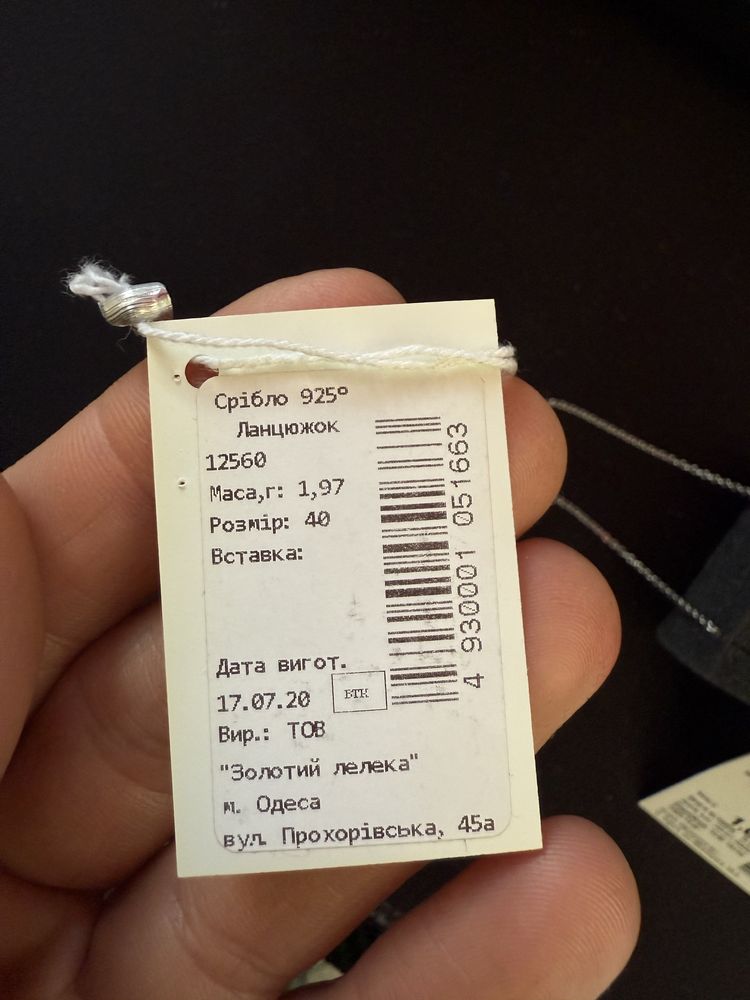 Срібло 925°
Ланцюжок
12560
Маса,г: 1,97
Розмір: 40
Вставка:
Дата вигот.
17.07.20
ВТК
Вир.: ТОВ
"Золотий лелека"
м. Одеса
вул. Прохорівська, 45а
4 930001 051663